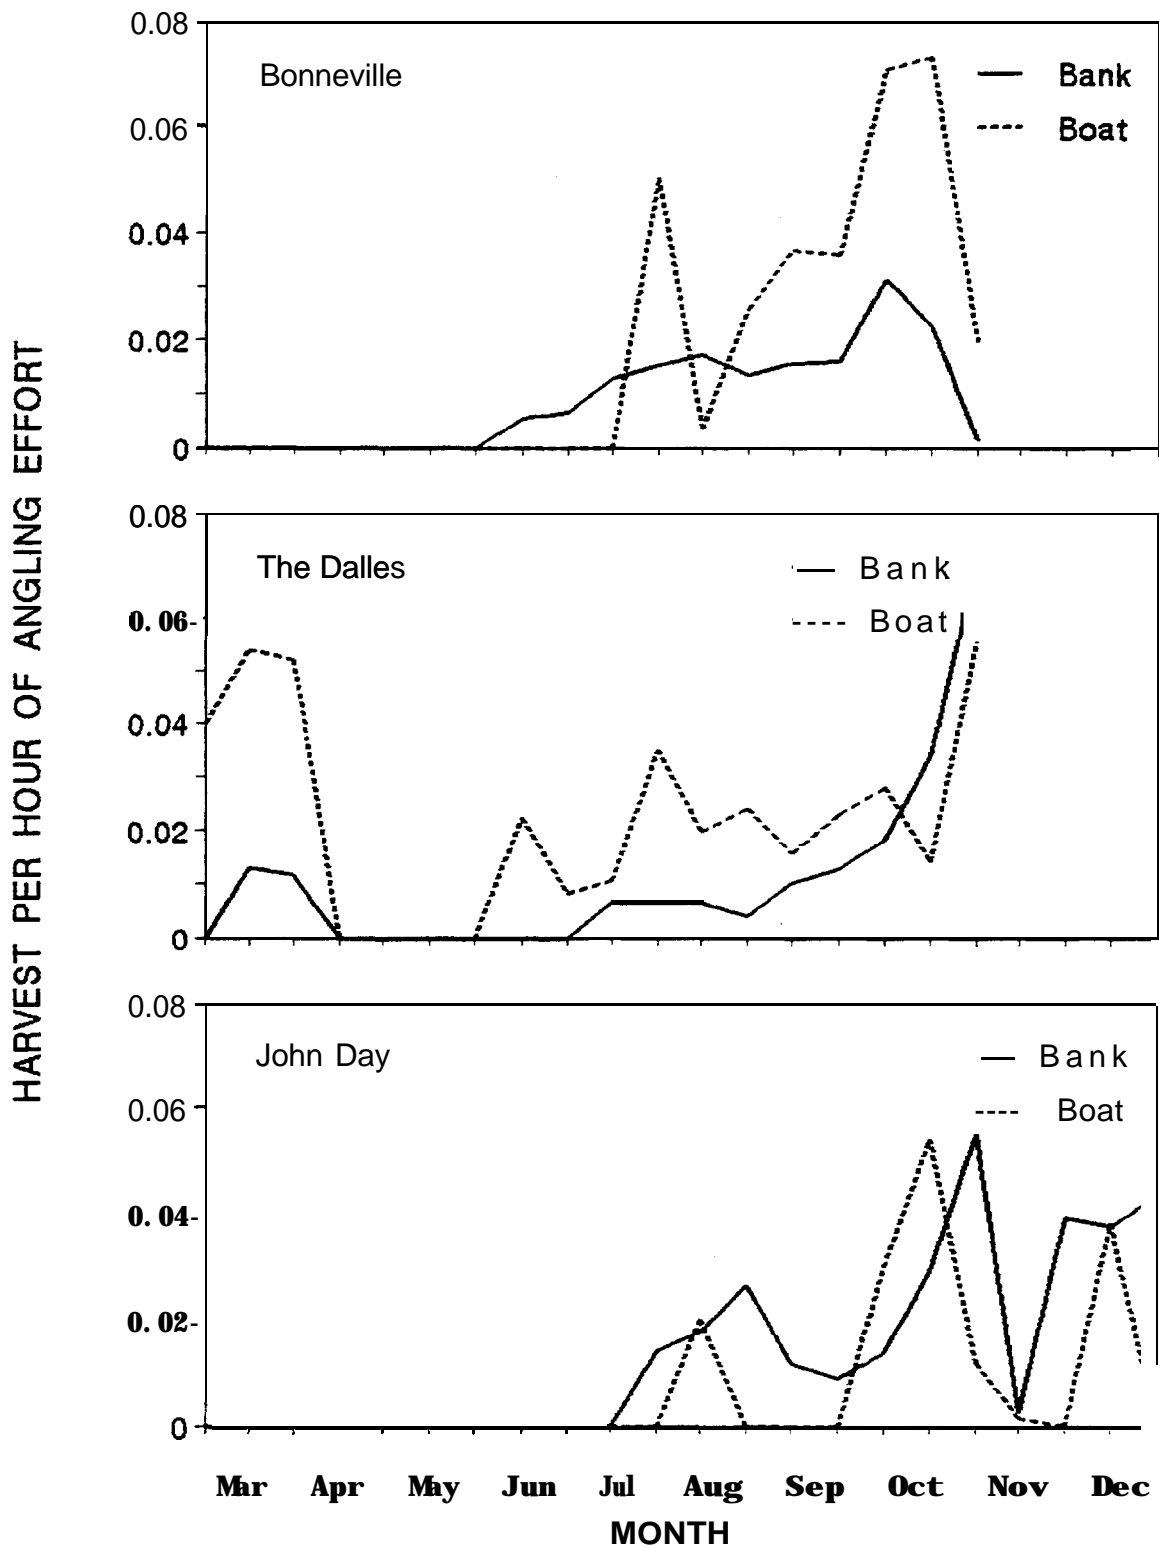 HARVEST PER HOUR OF ANGLING EFFORT
0.08
Bonneville
Bank
0.06
Boat
0.04
0.02
0
0.08
The Dalles
Bank
0.06-
Boat
0.04
0.02
0
0.08
John Day
Bank
0.06
Boat
0.04-
0.02-
0
Mar Apr May Jun Jul Aug Sep Oct Nov Dec
MONTH